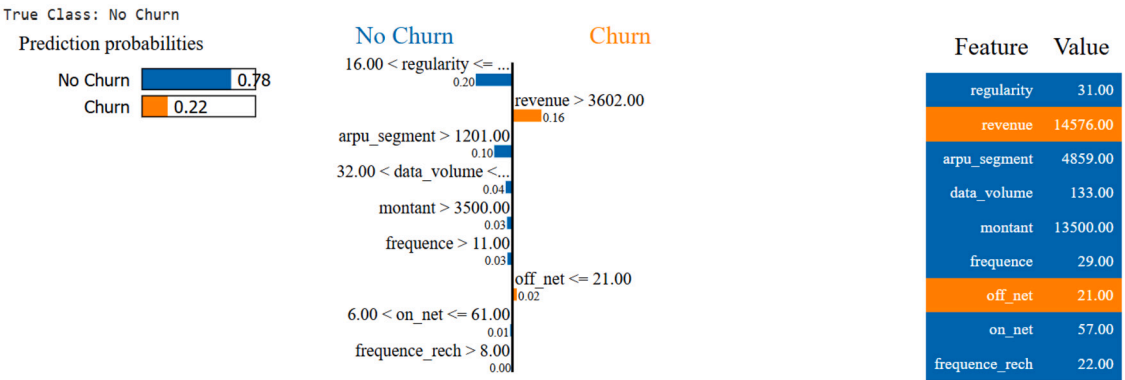 True Class: No Churn
Prediction probabilities
No Churn 0.78
Churn 0.22
No Churn Churn
16.00 < regularity <= ...
0.20
revenue > 3602.00
0.16
arpu_segment > 1201.00
0.10
32.00 < data_volume <...
0.04
montant > 3500.00
0.03
frequence > 11.00
0.03
off_net <= 21.00
0.02
6.00 < on_net <= 61.00
0.01
frequence_rech > 8.00
0.00
Feature Value
regularity 31.00
revenue 14576.00
arpu_segment 4859.00
data_volume 133.00
montant 13500.00
frequence 29.00
off_net 21.00
on_net 57.00
frequence_rech 22.00